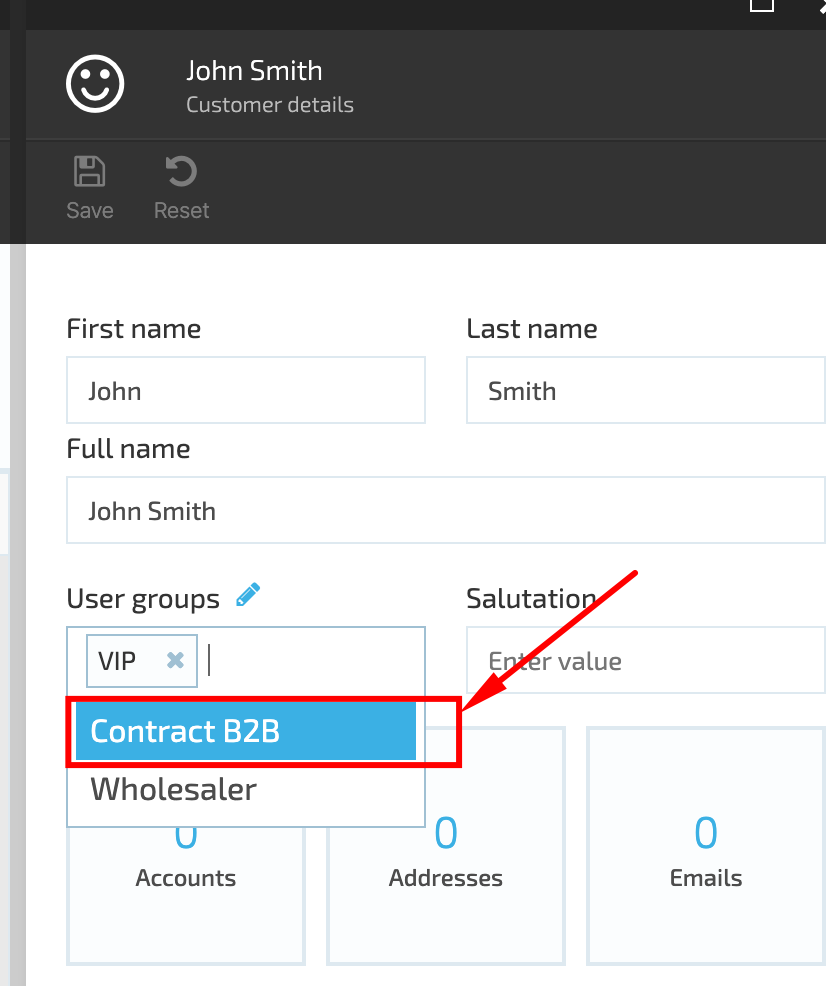 John Smith
Customer details
Save Reset
First name Last name
John Smith
Full name
John Smith
User groups Salutation
VIP Enter value
Contract B2B
Wholesaler
0 0 0
Accounts Addresses Emails